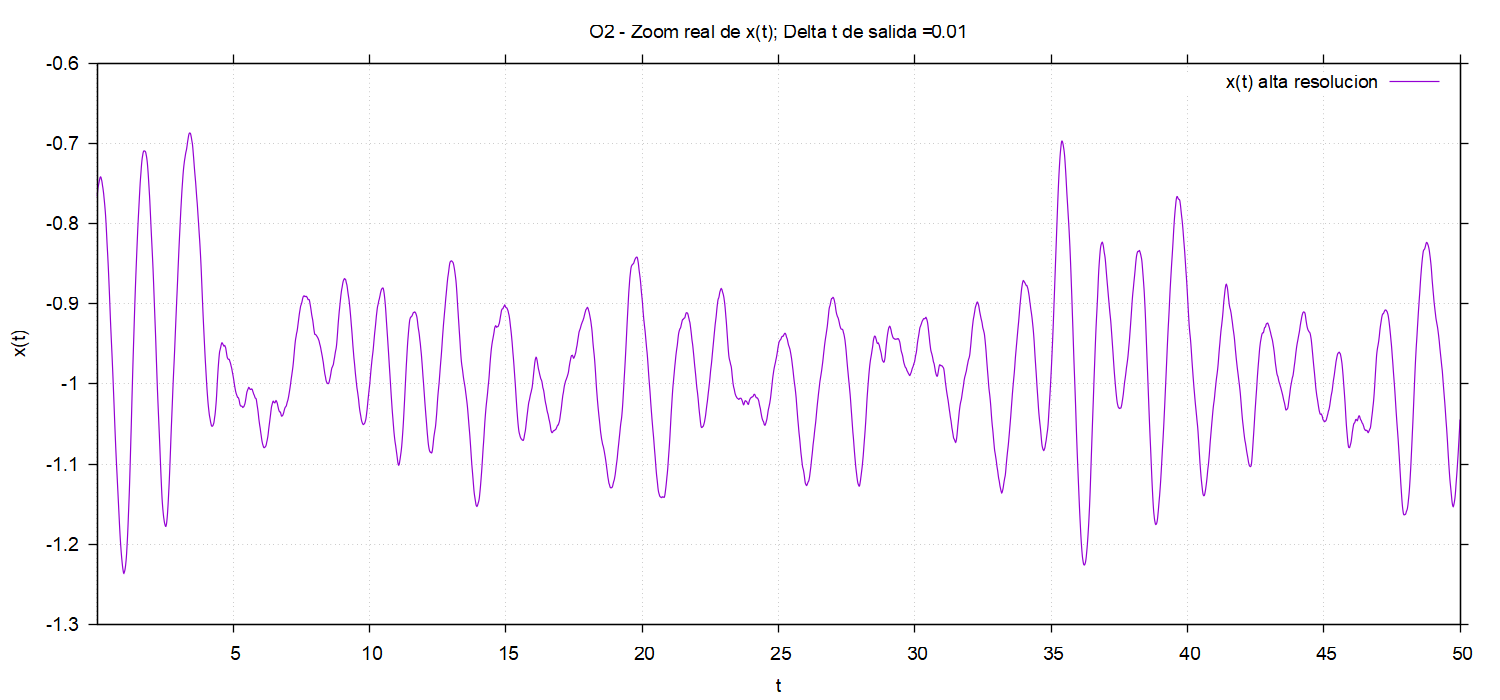 O2 - Zoom real de x(t); Delta t de salida =0.01
x(t) alta resolucion
-0.6
-0.7
-0.8
-0.9
-1
-1.1
-1.2
-1.3
x(t)
5 10 15 20 25 30 35 40 45 50
t